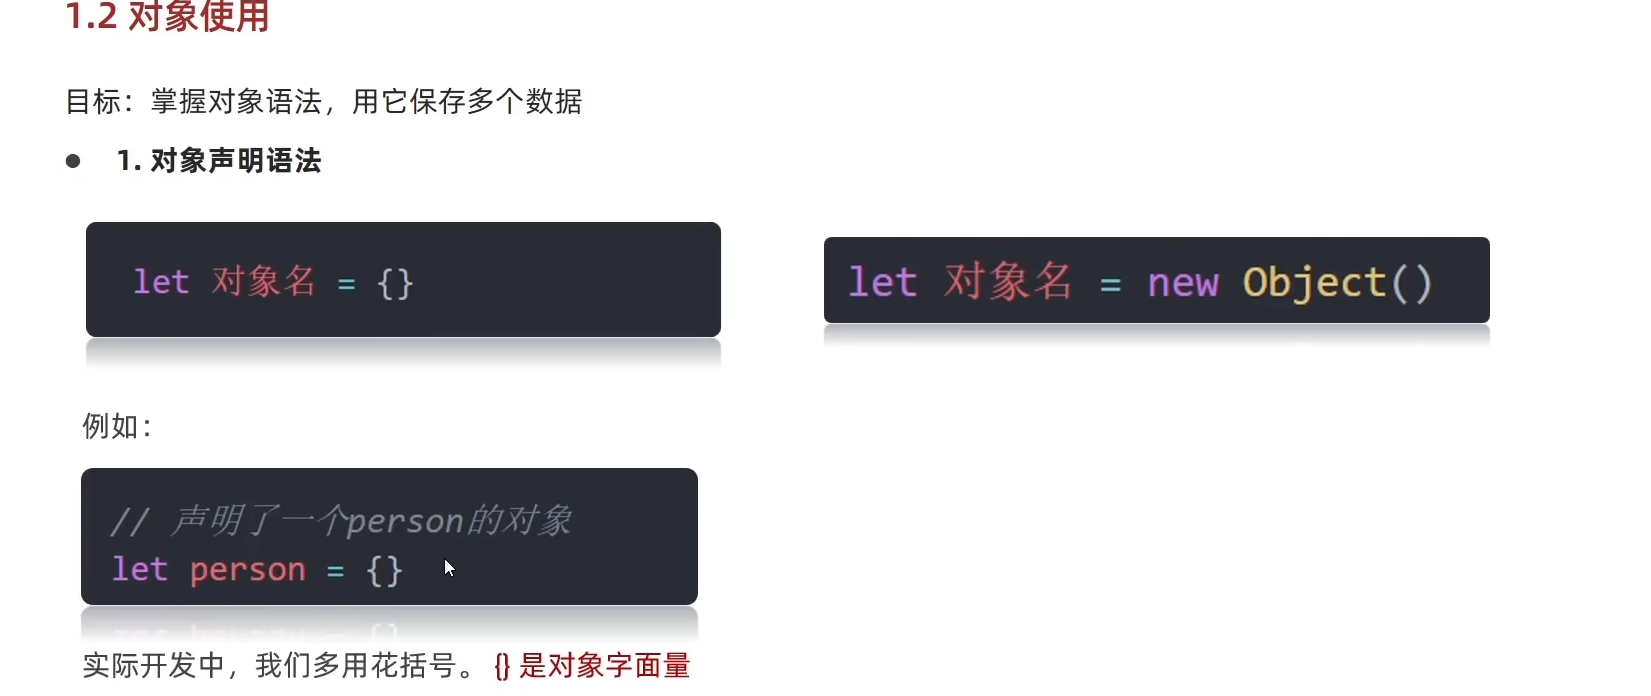 1.2 对象使用
目标：掌握对象语法，用它保存多个数据
● 1. 对象声明语法
let 对象名 = {}
let 对象名 = new Object()
例如：
// 声明了一个person的对象
let person = {}
实际开发中，我们多用花括号。 {} 是对象字面量